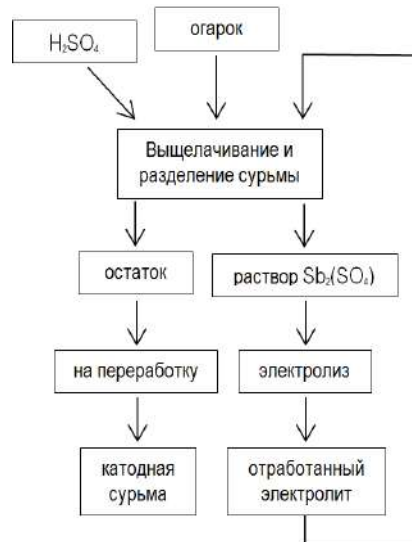 H₂SO₄
огарок
Выщелачивание и
разделение сурьмы
остаток
раствор Sb₂(SO₄)
на переработку
электролиз
катодная
сурьма
отработанный
электролит